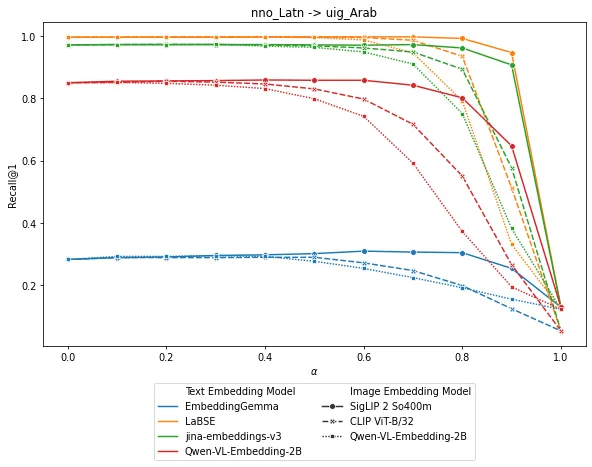 nno_Latn -> uig_Arab
Recall@1
1.0
0.8
0.6
0.4
0.2
0.0
0.2
0.4
0.6
0.8
1.0
α
Text Embedding Model
EmbeddingGemma
LaBSE
jina-embeddings-v3
Qwen-VL-Embedding-2B
Image Embedding Model
SigLIP 2 So400m
CLIP ViT-B/32
Qwen-VL-Embedding-2B